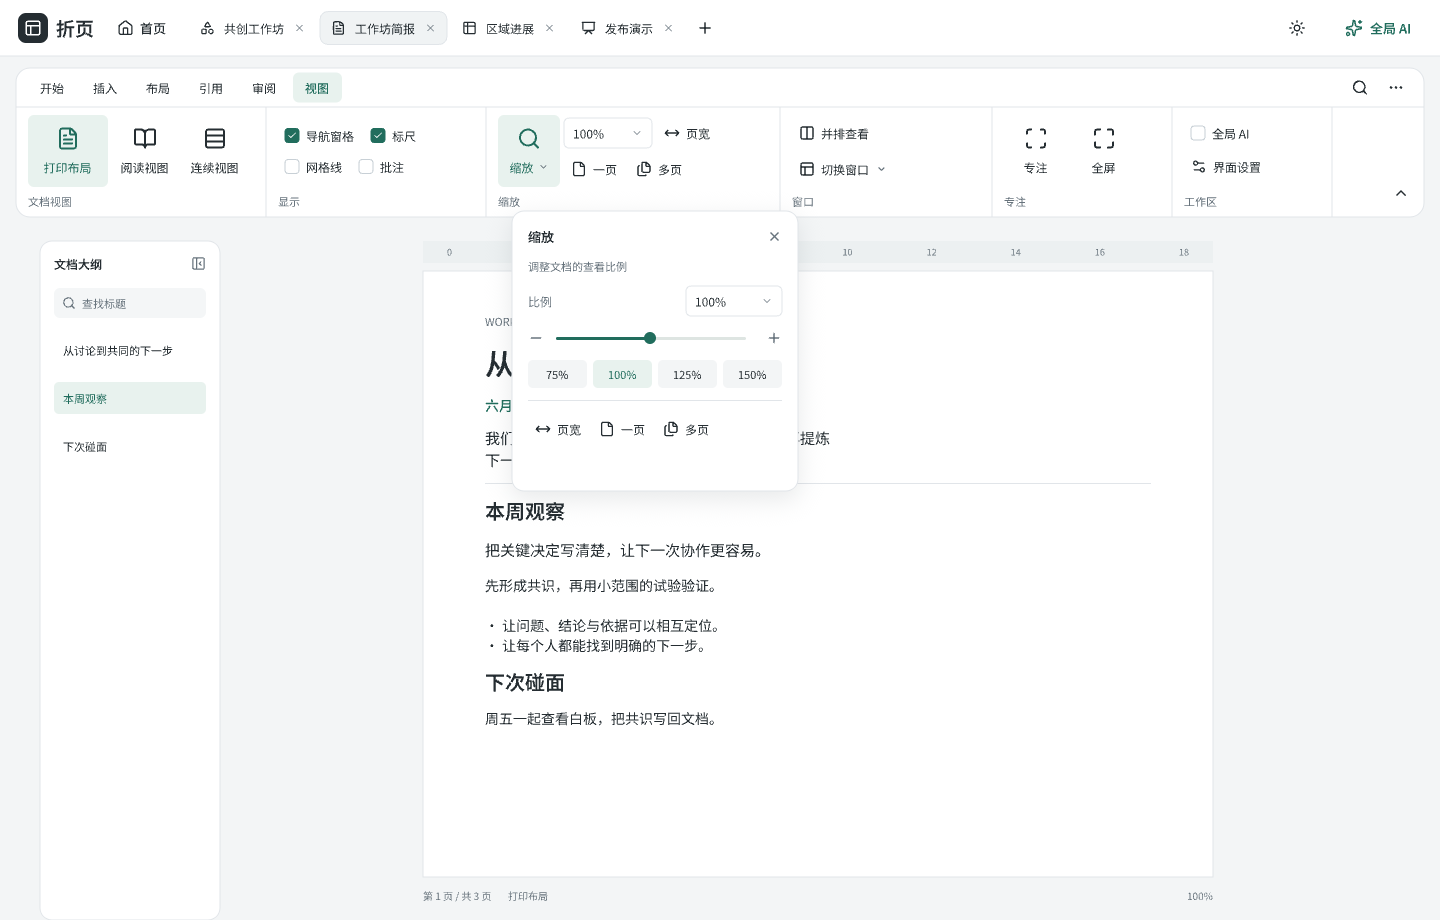 折页 首页 共创工作坊 工作坊简报 区域进展 发布演示 全局 AI
开始 插入 布局 引用 审阅 视图
打印布局 阅读视图 连续视图
文档视图
导航窗格 标尺
网格线 批注
显示
缩放 100% 页宽
一页 多页
缩放
并排查看
切换窗口
窗口
专注 全屏
专注
全局 AI
界面设置
工作区
文档大纲
查找标题
从讨论到共同的下一步
本周观察
下次碰面
0 10 12 14 16 18
缩放
调整文档的查看比例
比例 100%
75% 100% 125% 150%
页宽 一页 多页
从
六月
我们 提炼
下一
本周观察
把关键决定写清楚，让下一次协作更容易。
先形成共识，再用小范围的试验验证。
• 让问题、结论与依据可以相互定位。
• 让每个人都能找到明确的下一步。
下次碰面
周五一起查看白板，把共识写回文档。
第 1 页 / 共 3 页 打印布局 100%